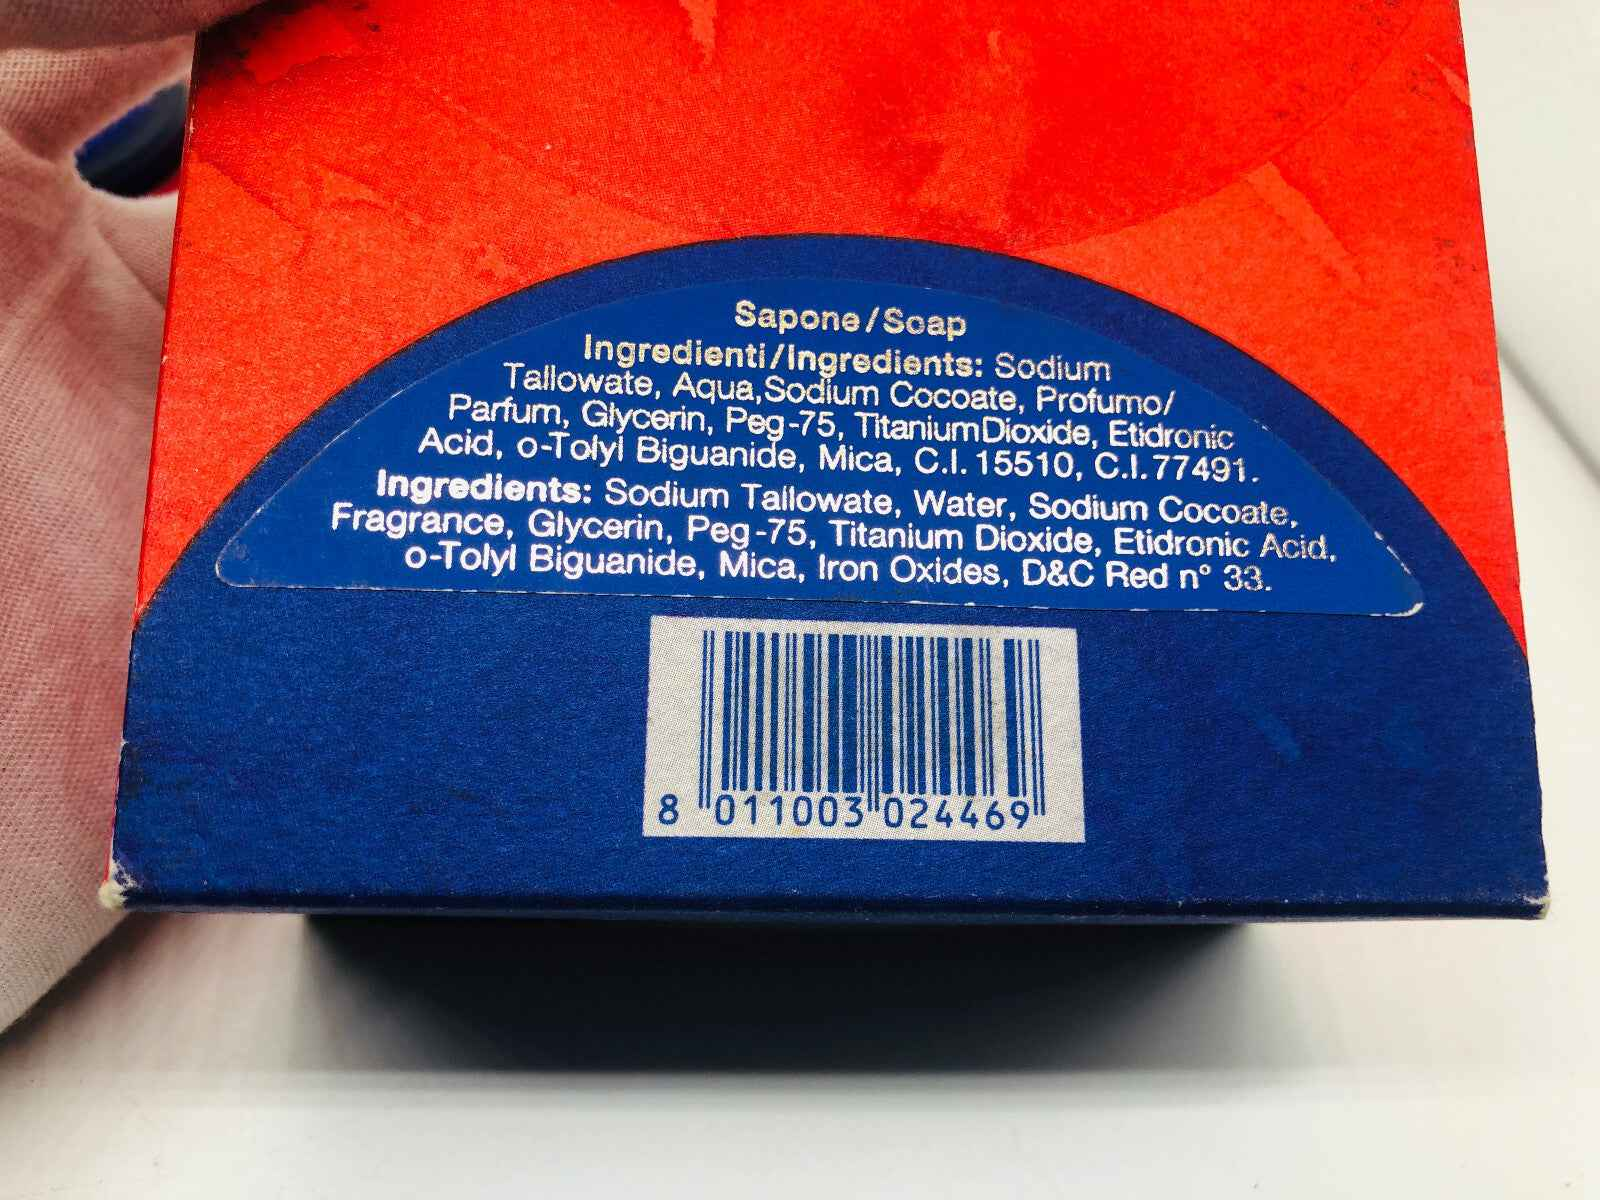 Sapone/Soap
Ingredienti/Ingredients: Sodium
Tallowate, Aqua,Sodium Cocoate, Profumo/
Parfum, Glycerin, Peg-75, TitaniumDioxide, Etidronic
Acid, o-Tolyl Biguanide, Mica, C.I. 15510, C.I.77491.
Ingredients: Sodium Tallowate, Water, Sodium Cocoate,
Fragrance, Glycerin, Peg-75, Titanium Dioxide, Etidronic Acid,
o-Tolyl Biguanide, Mica, Iron Oxides, D&C Red n° 33.
8 011003 024469